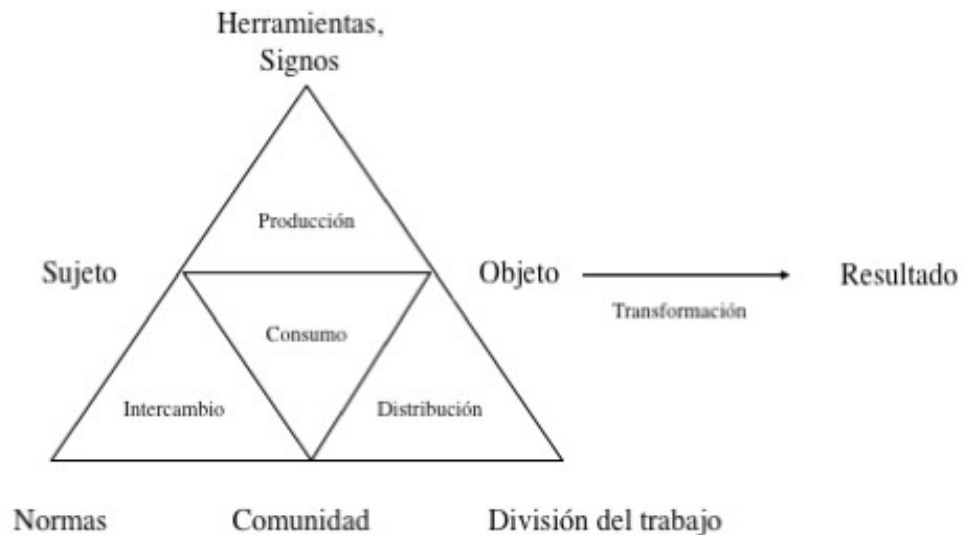 Herramientas,
Signos
Producción
Sujeto
Objeto
Resultado
Transformación
Consumo
Intercambio
Distribución
Normas
Comunidad
División del trabajo